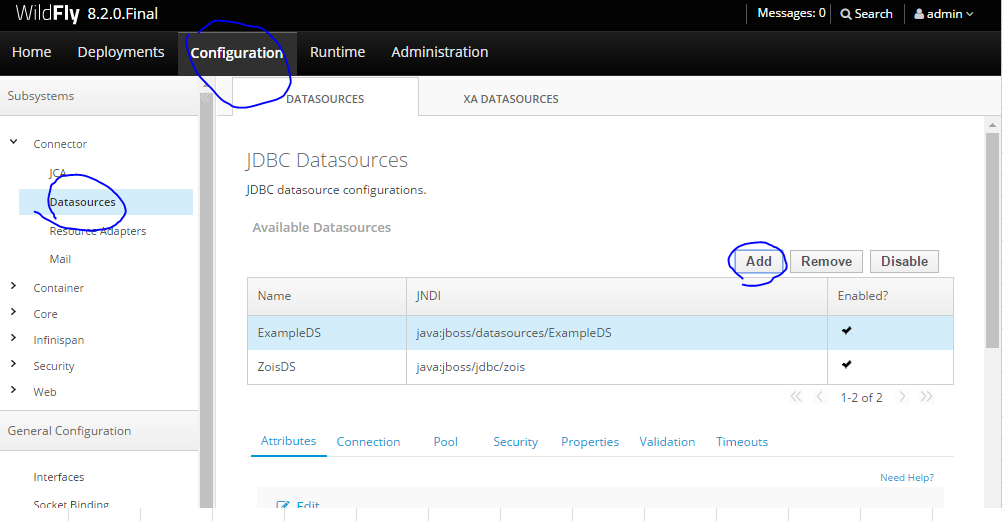 WildFly 8.2.0.Final
Messages: 0
Search
admin
Home Deployments Configuration Runtime Administration
Subsystems
DATASOURCES XA DATASOURCES
Connector
JCA
Datasources
Resource Adapters
Mail
Container
Core
Infinispan
Security
Web
General Configuration
Interfaces
Socket Binding
JDBC Datasources
JDBC datasource configurations.
Available Datasources
Add Remove Disable
Name JNDI Enabled?
ExampleDS java:jboss/datasources/ExampleDS
ZoisDS java:jboss/jdbc/zois
1-2 of 2
Attributes Connection Pool Security Properties Validation Timeouts
Need Help?
Edit